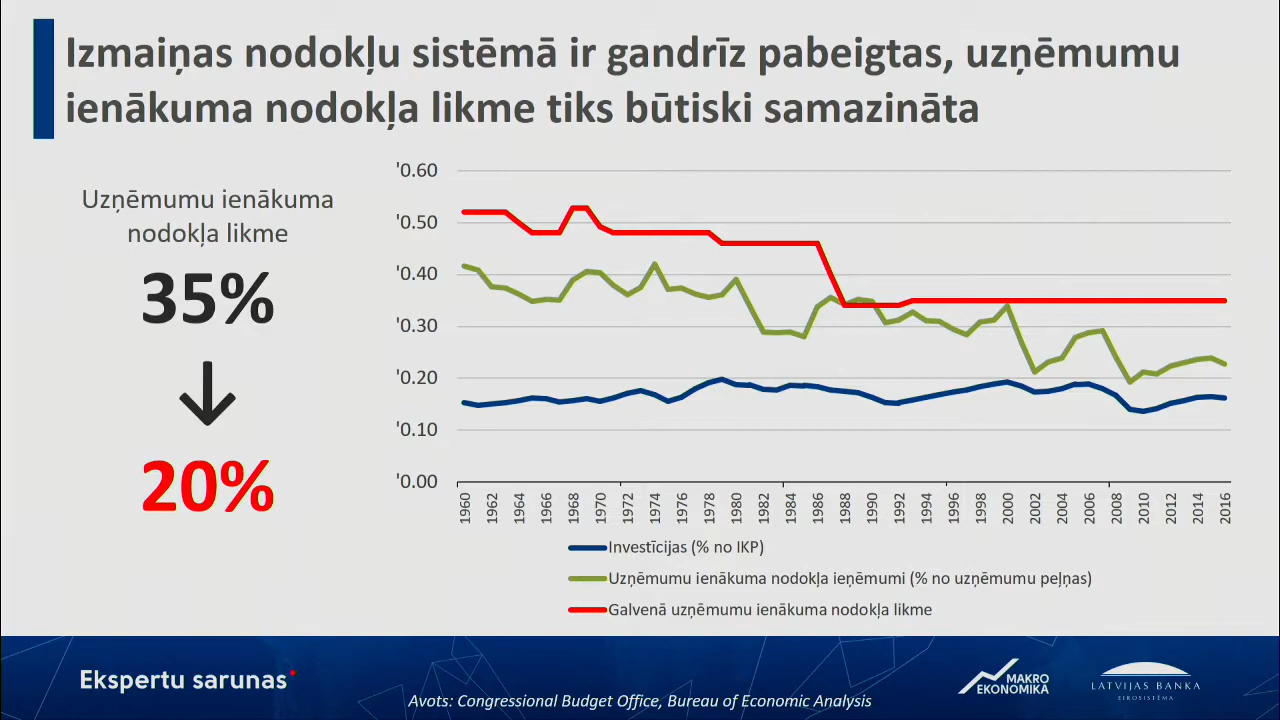 Izmaiņas nodokļu sistēmā ir gandrīz pabeigtas, uzņēmumu
ienākuma nodokļa likme tiks būtiski samazināta
Uzņēmumu ienākuma
nodokļa likme
35%
20%
'0.60
'0.50
'0.40
'0.30
'0.20
'0.10
'0.00
1960 1962 1964 1966 1968 1970 1972 1974 1976 1978 1980 1982 1984 1986 1988 1990 1992 1994 1996 1998 2000 2002 2004 2006 2008 2010 2012 2014 2016
Investīcijas (% no IKP)
Uzņēmumu ienākuma nodokļa ieņēmumi (% no uzņēmumu peļņas)
Galvenā uzņēmumu ienākuma nodokļa likme
Ekspertu sarunas
Avots: Congressional Budget Office, Bureau of Economic Analysis
MAKRO
EKONOMIKA
LATVIJAS BANKA
EIROSISTĒMA